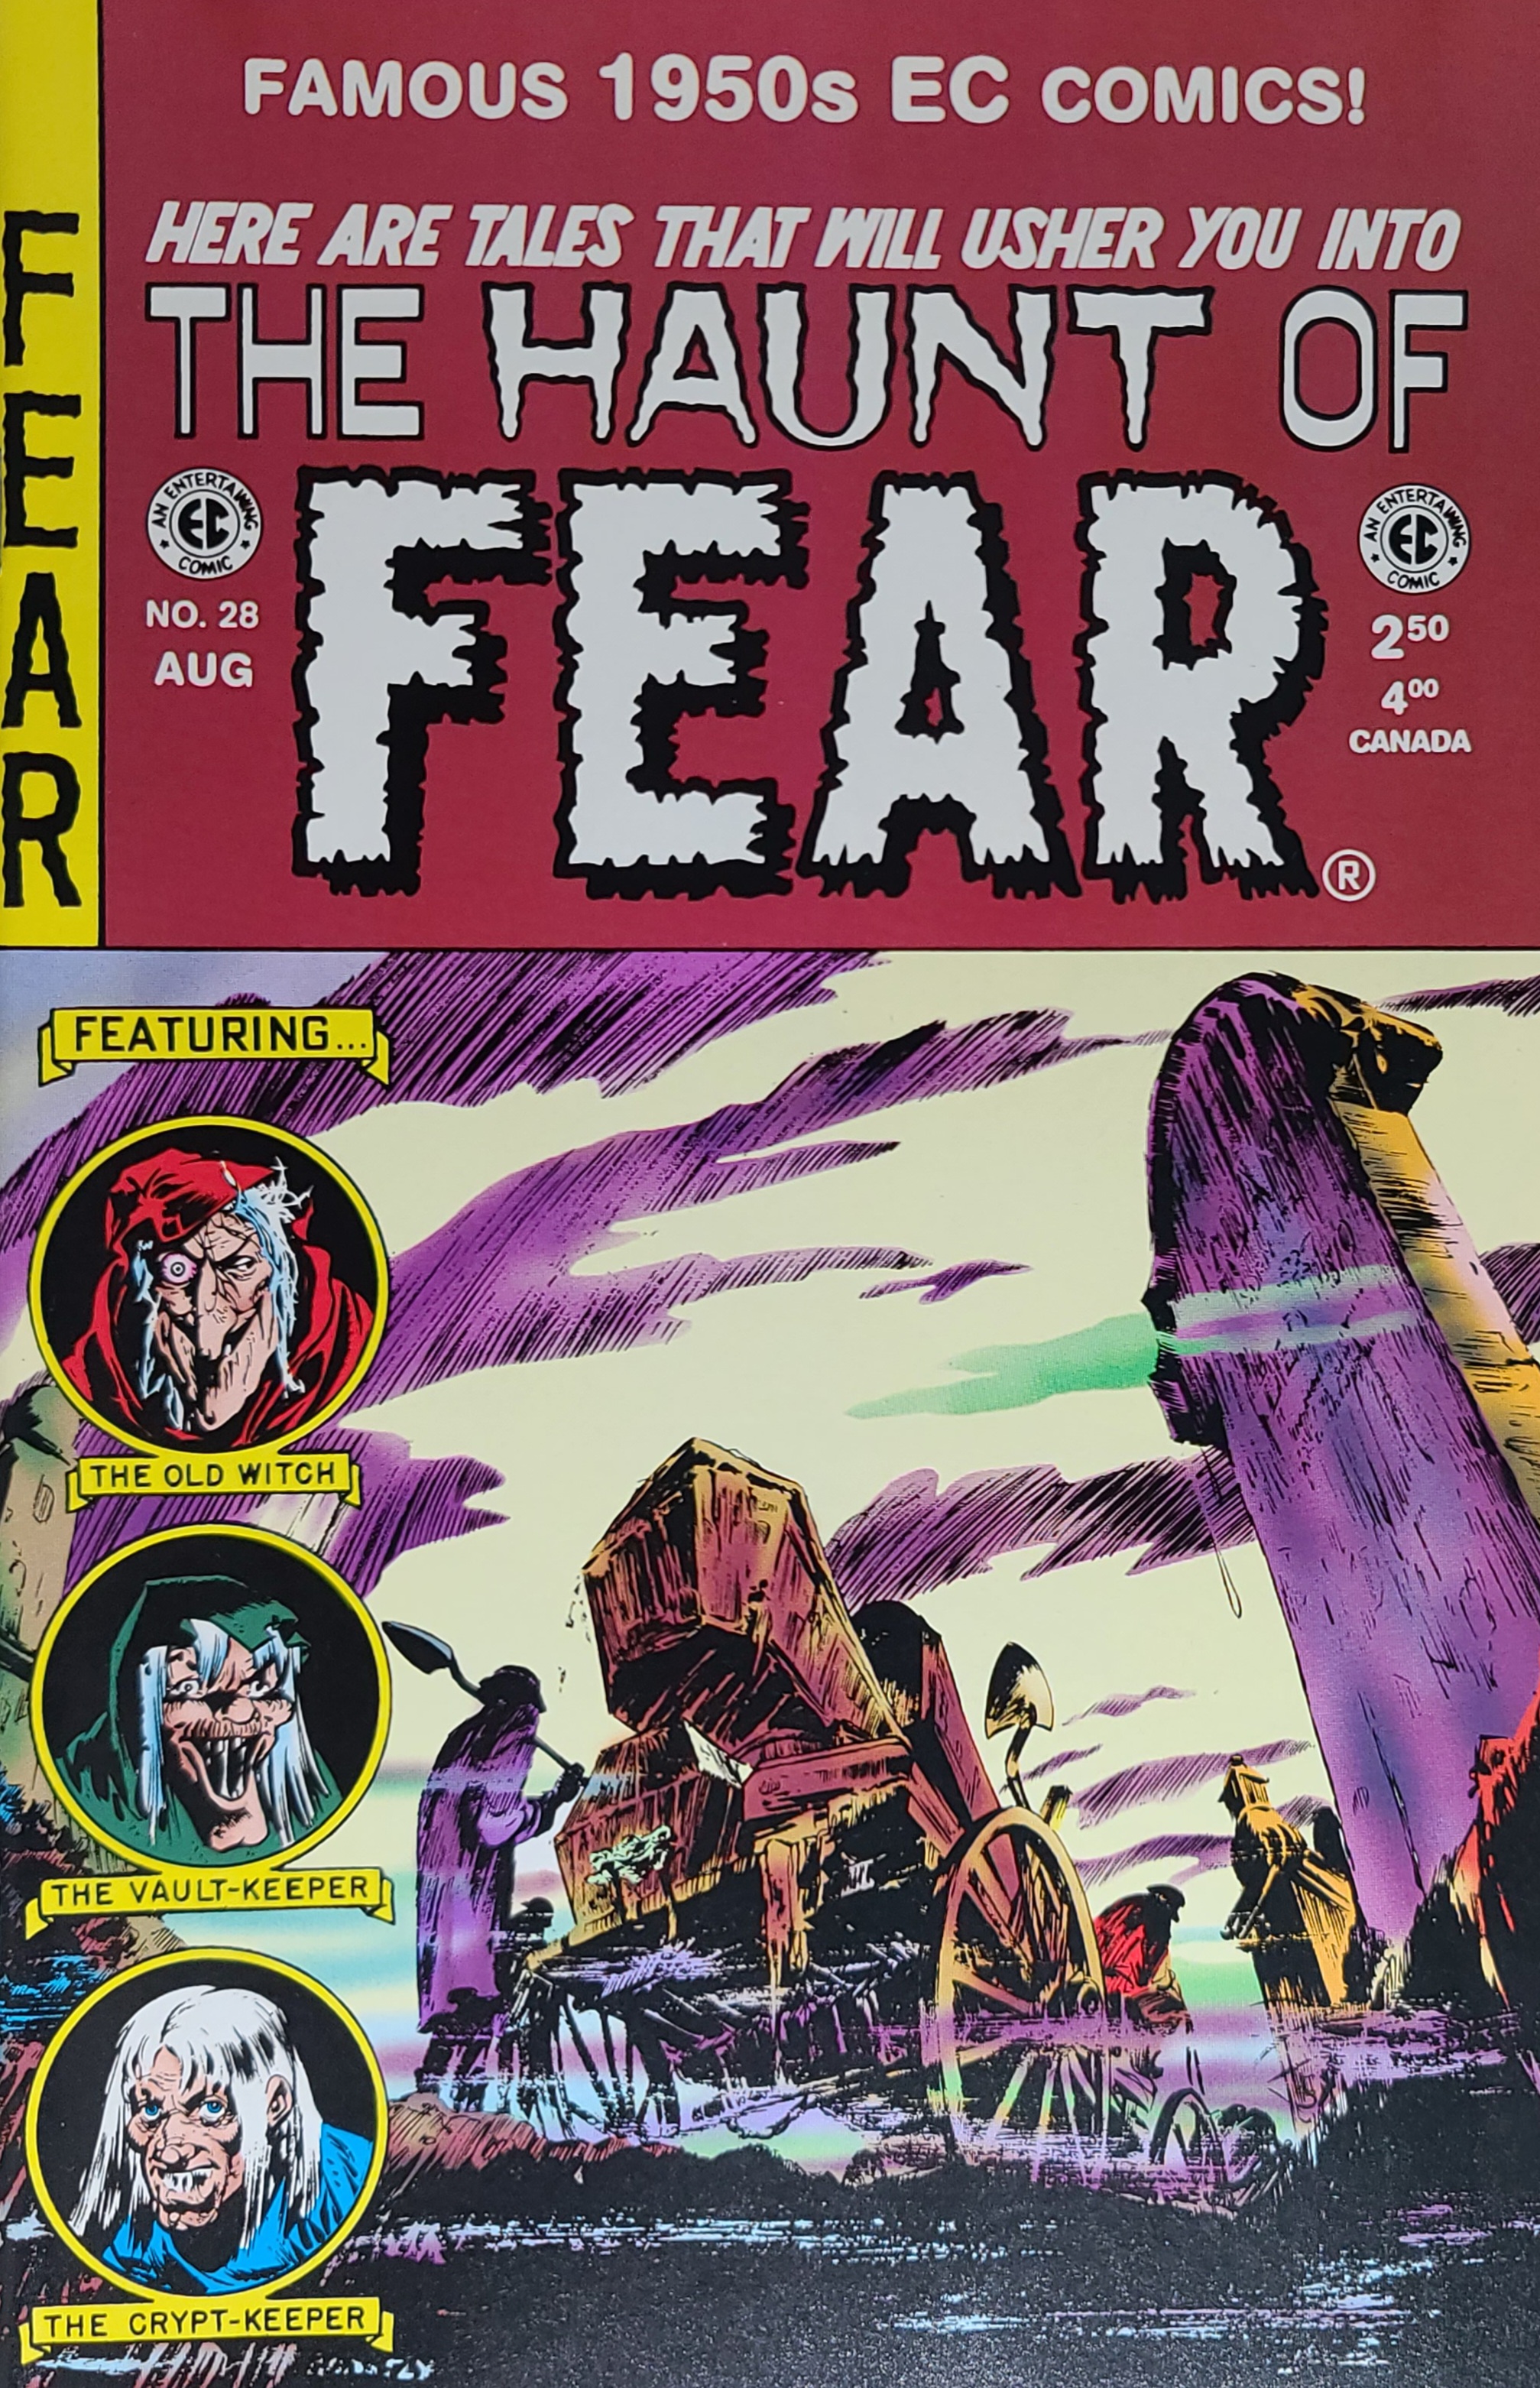 FAMOUS 1950s EC COMICS!
FEAR
HERE ARE TALES THAT WILL USHER YOU INTO
THE HAUNT OF
FEAR®
AN ENTERTAINING
EC
COMIC
NO. 28
AUG
AN ENTERTAINING
EC
COMIC
2 50
4 00
CANADA
FEATURING...
THE OLD WITCH
THE VAULT-KEEPER
THE CRYPT-KEEPER